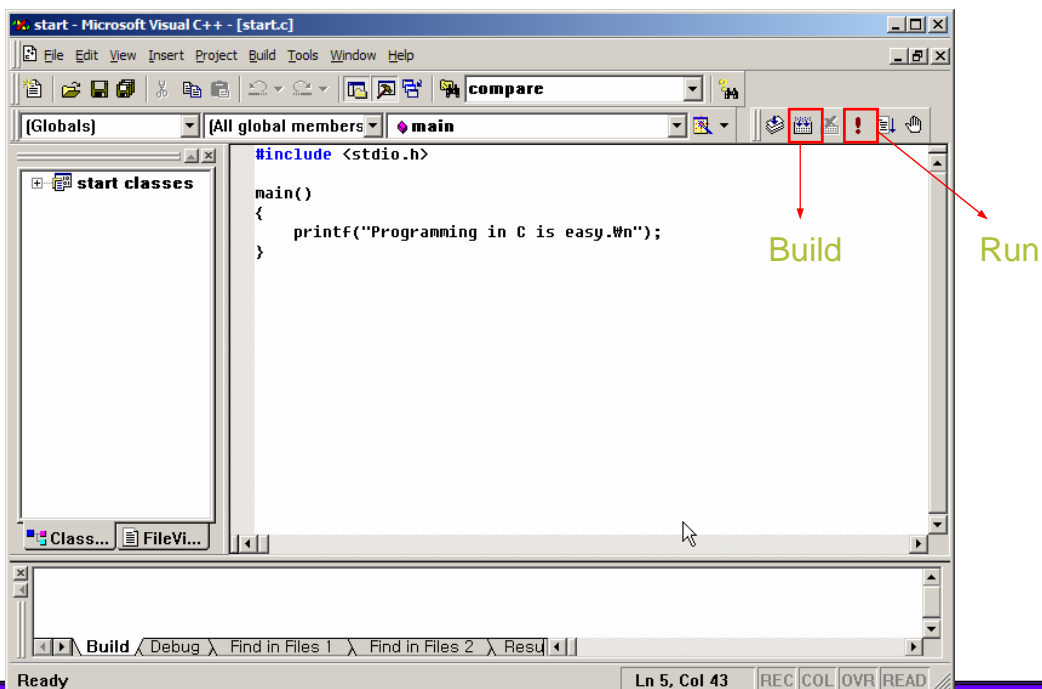 start - Microsoft Visual C++ - [start.c]
File Edit View Insert Project Build Tools Window Help
compare
(Globals) (All global members main
start classes
#include <stdio.h>
main()
{
printf("Programming in C is easy.₩n");
}
Build Run
Class... FileVi...
Build Debug Find in Files 1 Find in Files 2 Resu
Ready Ln 5, Col 43 REC COL OVR READ